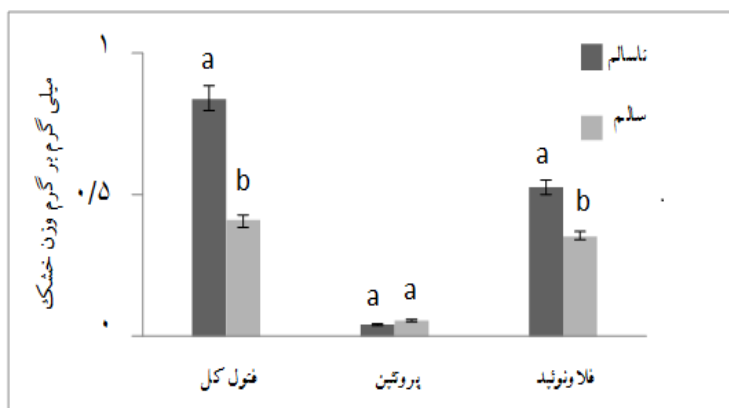 میلی گرم بر گرم وزن خشک
۱
۰/۵
۰
a
b
a
a
a
b
فنول کل
پروتئین
فلاونوئید
ناسالم
سالم